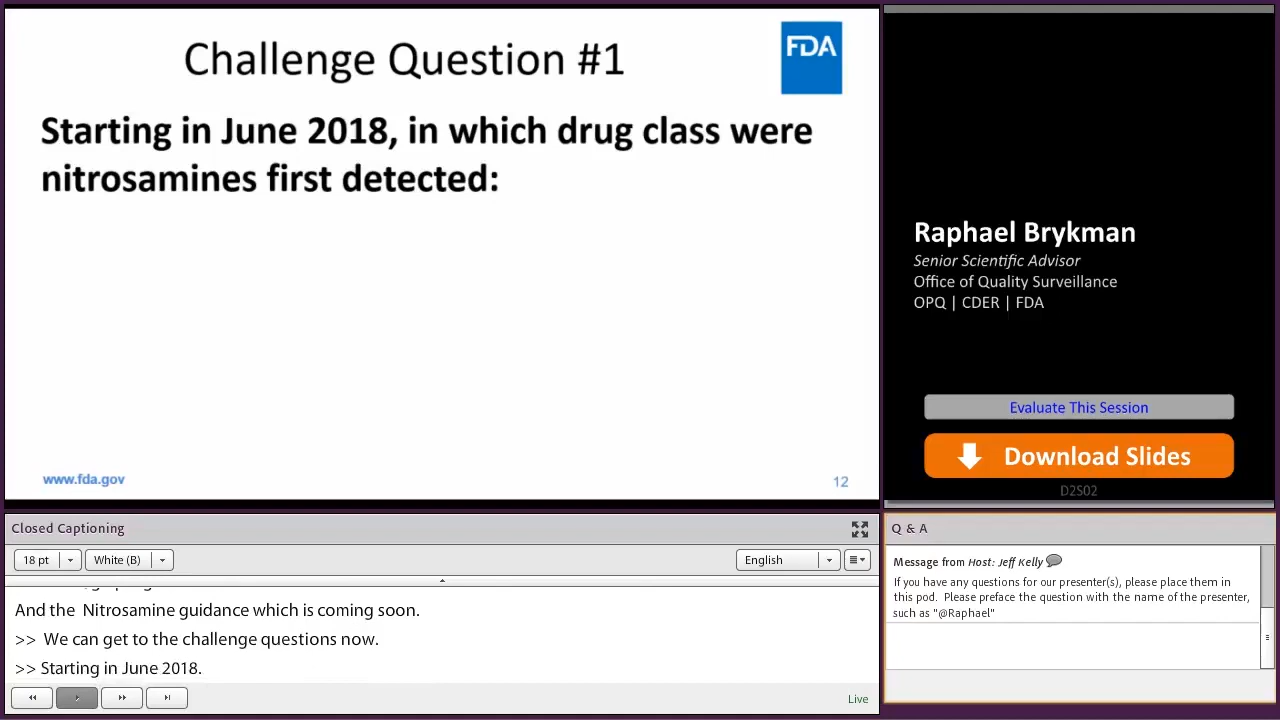 Challenge Question #1
FDA
Starting in June 2018, in which drug class were
nitrosamines first detected:
www.fda.gov
12
Raphael Brykman
Senior Scientific Advisor
Office of Quality Surveillance
OPQ | CDER | FDA
Evaluate This Session
Download Slides
D2S02
Closed Captioning
18 pt
White (B)
English
And the Nitrosamine guidance which is coming soon.
>> We can get to the challenge questions now.
>> Starting in June 2018.
Live
Q & A
Message from Host: Jeff Kelly
If you have any questions for our presenter(s), please place them in
this pod. Please preface the question with the name of the presenter,
such as "@Raphael"